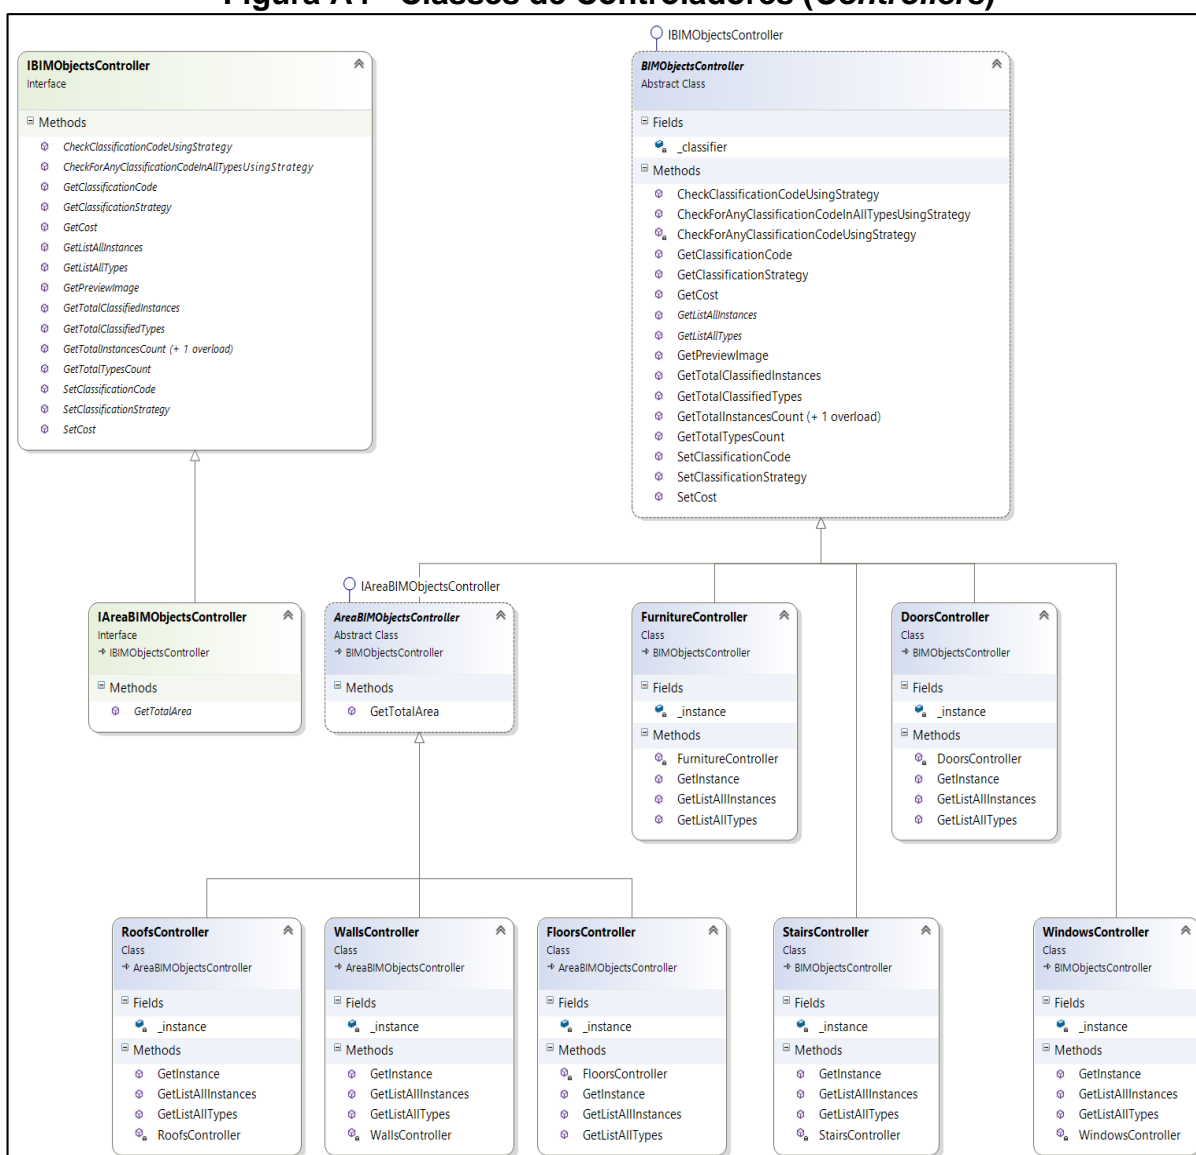 Figura A1 - Classes de Controladores (Controllers)
IBIMObjectsController
Interface
Methods
CheckClassificationCodeUsingStrategy
CheckForAnyClassificationCodeInAllTypesUsingStrategy
GetClassificationCode
GetClassificationStrategy
GetCost
GetListAllInstances
GetListAllTypes
GetPreviewImage
GetTotalClassifiedInstances
GetTotalClassifiedTypes
GetTotalInstancesCount (+ 1 overload)
GetTotalTypesCount
SetClassificationCode
SetClassificationStrategy
SetCost
IBIMObjectsController
BIMObjectsController
Abstract Class
Fields
_classifier
Methods
CheckClassificationCodeUsingStrategy
CheckForAnyClassificationCodeInAllTypesUsingStrategy
CheckForAnyClassificationCodeUsingStrategy
GetClassificationCode
GetClassificationStrategy
GetCost
GetListAllInstances
GetListAllTypes
GetPreviewImage
GetTotalClassifiedInstances
GetTotalClassifiedTypes
GetTotalInstancesCount (+ 1 overload)
GetTotalTypesCount
SetClassificationCode
SetClassificationStrategy
SetCost
IAreaBIMObjectsController
Interface
IBIMObjectsController
Methods
GetTotalArea
IAreaBIMObjectsController
AreaBIMObjectsController
Abstract Class
BIMObjectsController
Methods
GetTotalArea
FurnitureController
Class
BIMObjectsController
Fields
_instance
Methods
FurnitureController
GetInstance
GetListAllInstances
GetListAllTypes
DoorsController
Class
BIMObjectsController
Fields
_instance
Methods
DoorsController
GetInstance
GetListAllInstances
GetListAllTypes
RoofsController
Class
AreaBIMObjectsController
Fields
_instance
Methods
GetInstance
GetListAllInstances
GetListAllTypes
RoofsController
WallsController
Class
AreaBIMObjectsController
Fields
_instance
Methods
GetInstance
GetListAllInstances
GetListAllTypes
WallsController
FloorsController
Class
AreaBIMObjectsController
Fields
_instance
Methods
FloorsController
GetInstance
GetListAllInstances
GetListAllTypes
StairsController
Class
BIMObjectsController
Fields
_instance
Methods
GetInstance
GetListAllInstances
GetListAllTypes
StairsController
WindowsController
Class
BIMObjectsController
Fields
_instance
Methods
GetInstance
GetListAllInstances
GetListAllTypes
WindowsController